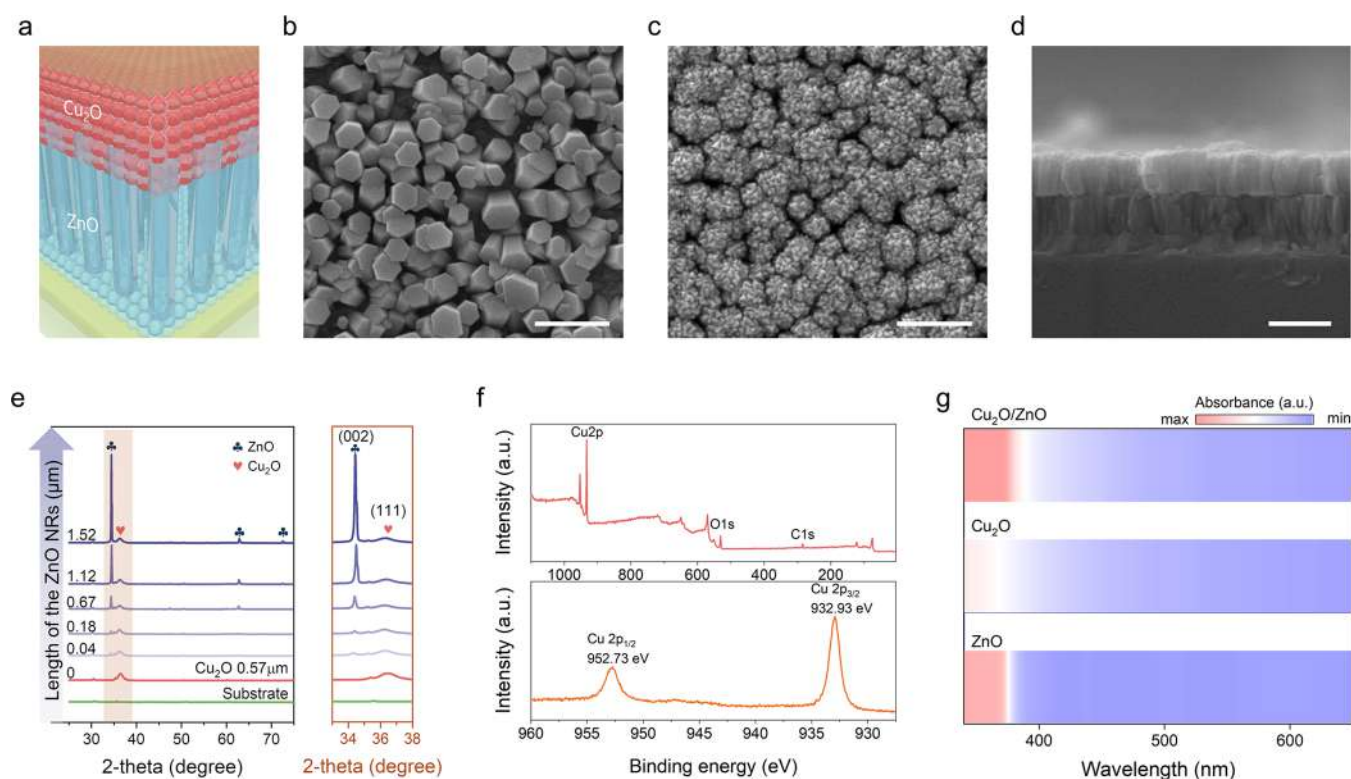 a
b
c
d
Cu₂O
ZnO
e
Length of the ZnO NRs (μm)
♣ ZnO
♥ Cu₂O
1.52
1.12
0.67
0.18
0.04
0
Cu₂O 0.57μm
Substrate
30 40 50 60 70
2-theta (degree)
(002)
(111)
34 36 38
2-theta (degree)
f
Intensity (a.u.)
Cu2p
O1s
C1s
1000 800 600 400 200
Intensity (a.u.)
Cu 2p₁/₂
952.73 eV
Cu 2p₃/₂
932.93 eV
960 955 950 945 940 935 930
Binding energy (eV)
g
Cu₂O/ZnO
Absorbance (a.u.)
max min
Cu₂O
ZnO
400 500 600
Wavelength (nm)